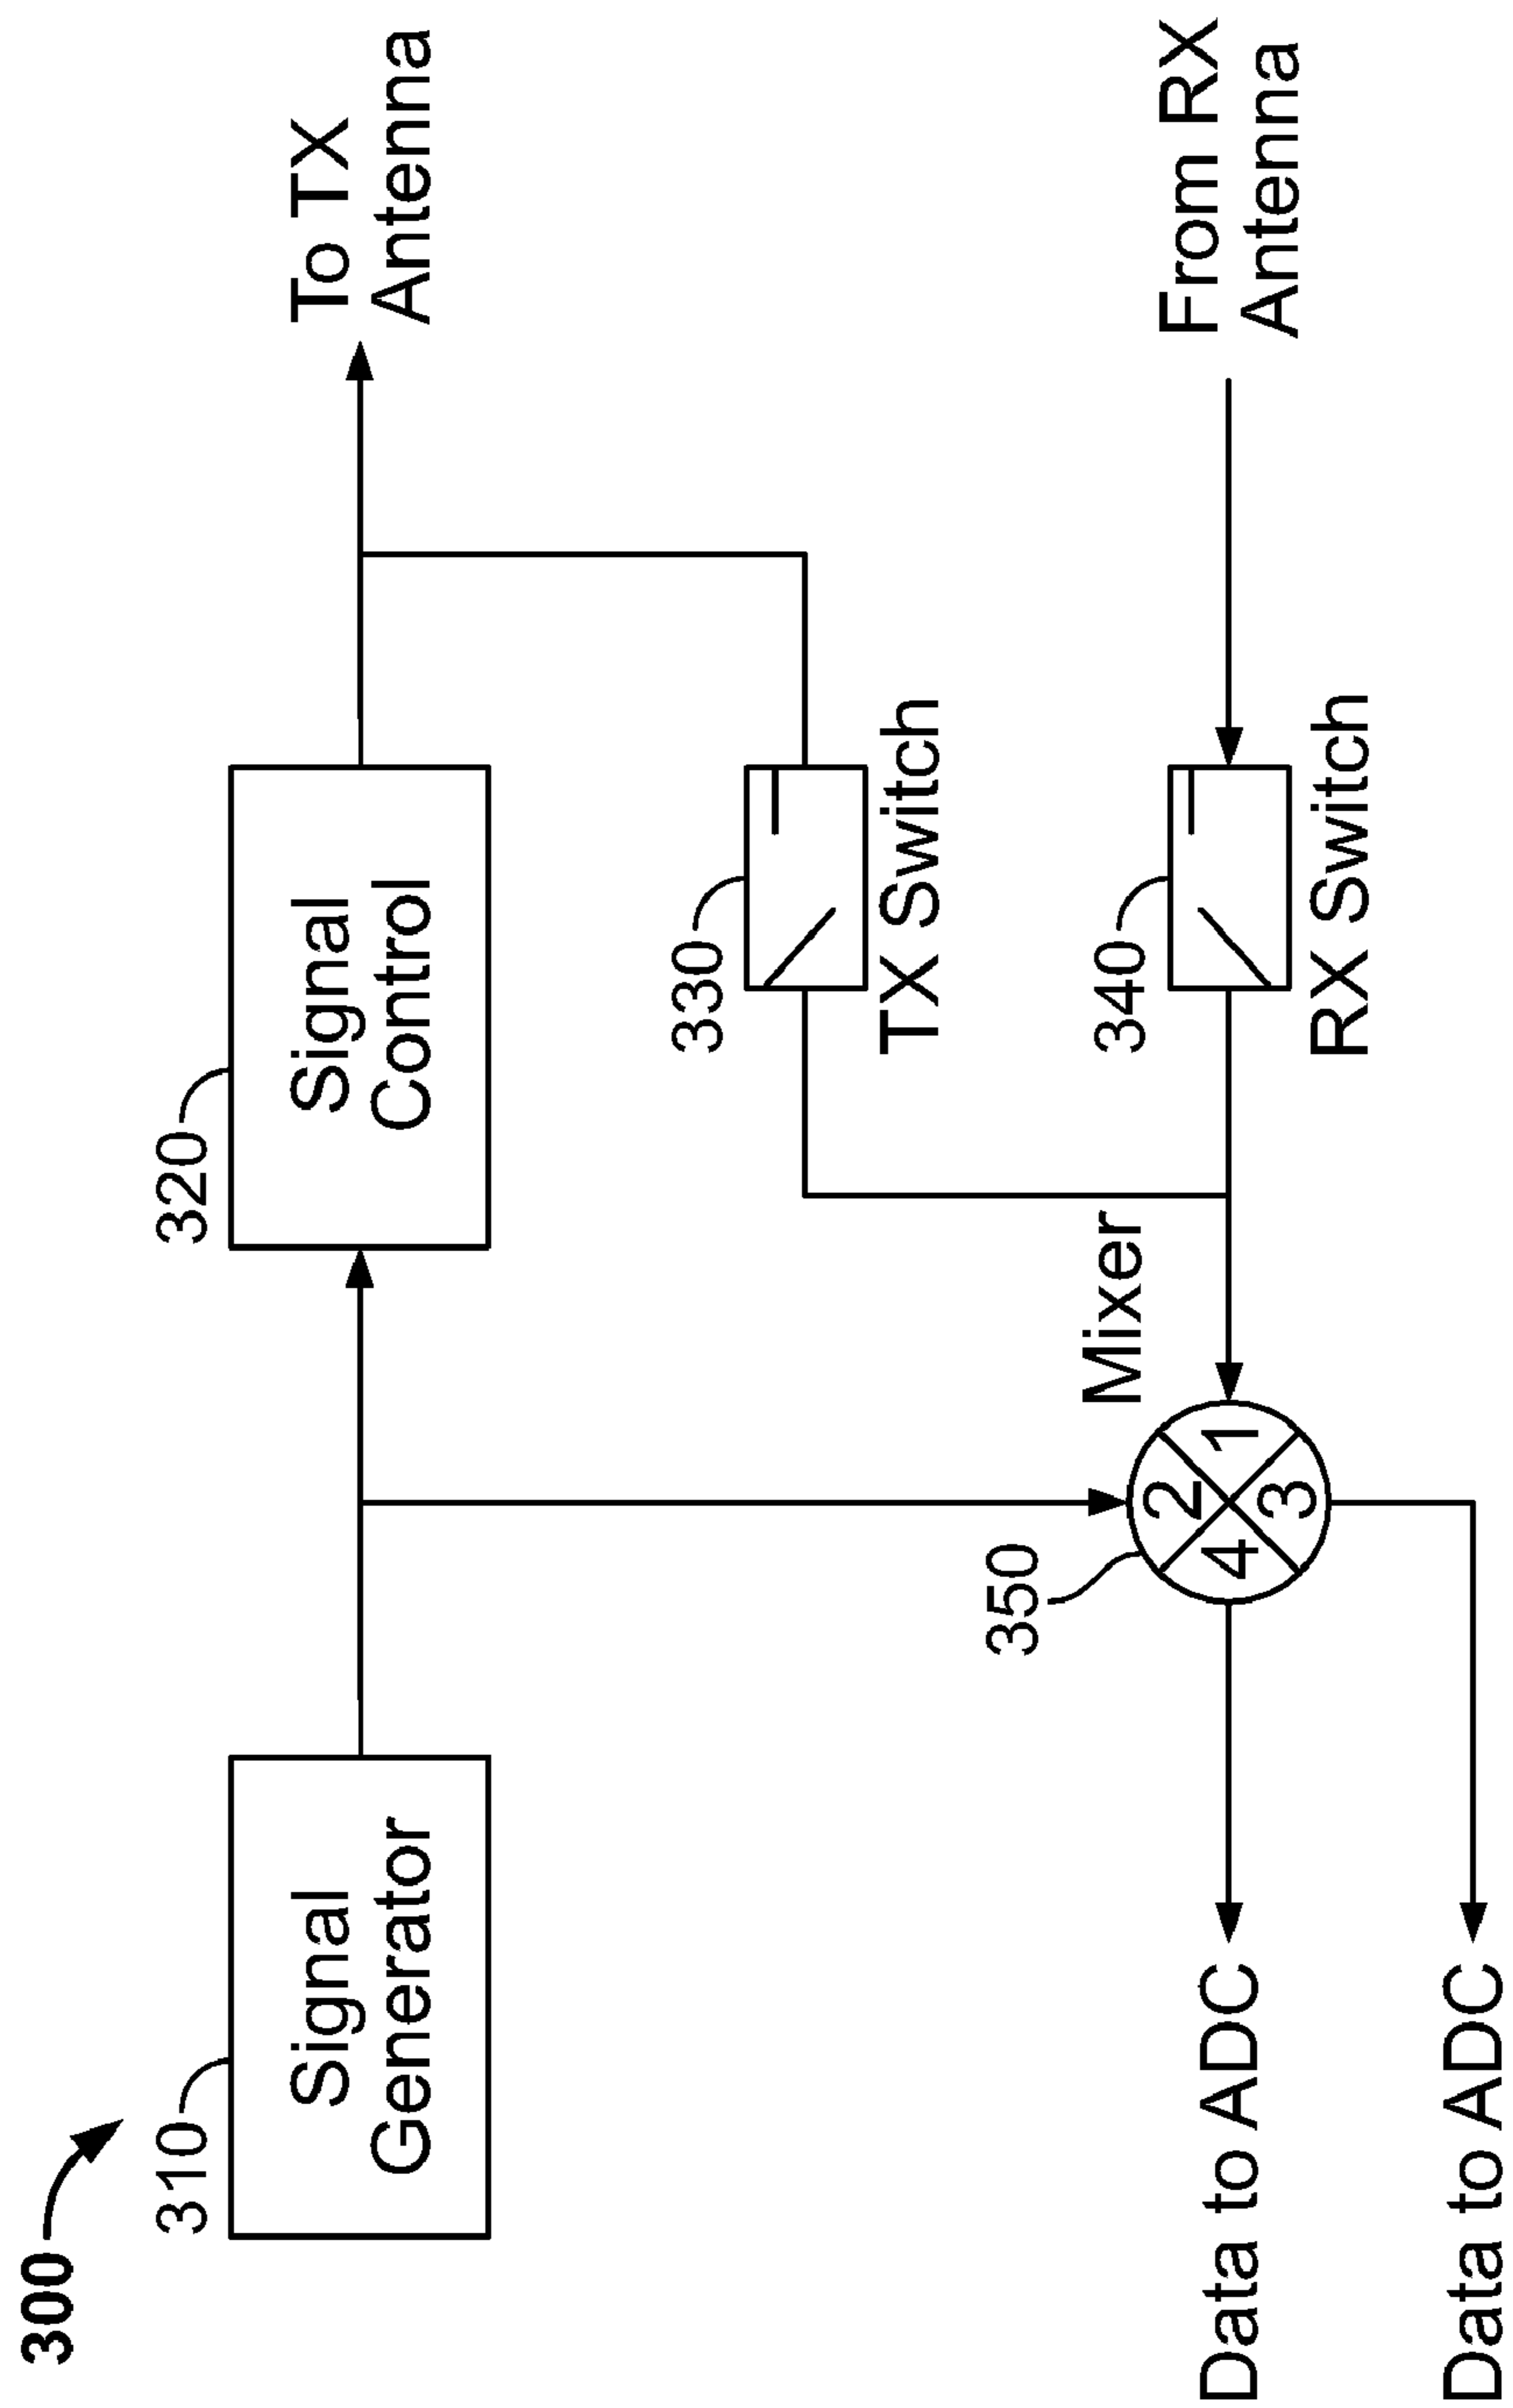 300
310
Signal
Generator
320
Signal
Control
To TX
Antenna
330
TX Switch
350
Mixer
1
2
3
4
340
RX Switch
From RX
Antenna
Data to ADC
Data to ADC